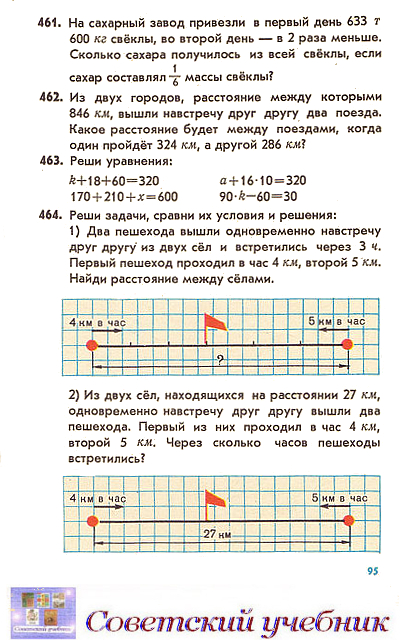 461. На сахарный завод привезли в первый день 633 т
600 кг свёклы, во второй день — в 2 раза меньше.
Сколько сахара получилось из всей свёклы, если
сахар составлял 1/6 массы свёклы?
462. Из двух городов, расстояние между которыми
846 км, вышли навстречу друг другу два поезда.
Какое расстояние будет между поездами, когда
один пройдёт 324 км, а другой 286 км?
463. Реши уравнения:
k+18+60=320 a+16·10=320
170+210+x=600 90·k−60=30
464. Реши задачи, сравни их условия и решения:
1) Два пешехода вышли одновременно навстречу
друг другу из двух сёл и встретились через 3 ч.
Первый пешеход проходил в час 4 км, второй 5 км.
Найди расстояние между сёлами.
4 км в час 5 км в час
?
2) Из двух сёл, находящихся на расстоянии 27 км,
одновременно навстречу друг другу вышли два
пешехода. Первый из них проходил в час 4 км,
второй 5 км. Через сколько часов пешеходы
встретились?
4 км в час 5 км в час
27 км
95
Советский учебник